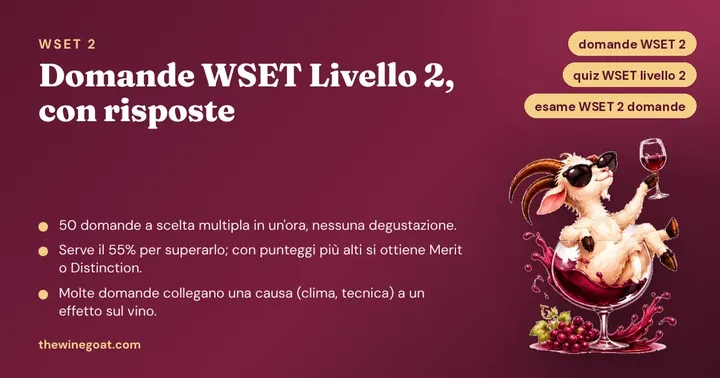 WSET 2
Domande WSET Livello 2,
con risposte
domande WSET 2
quiz WSET livello 2
esame WSET 2 domande
50 domande a scelta multipla in un'ora, nessuna degustazione.
Serve il 55% per superarlo; con punteggi più alti si ottiene Merit
o Distinction.
Molte domande collegano una causa (clima, tecnica) a un
effetto sul vino.
thewinegoat.com